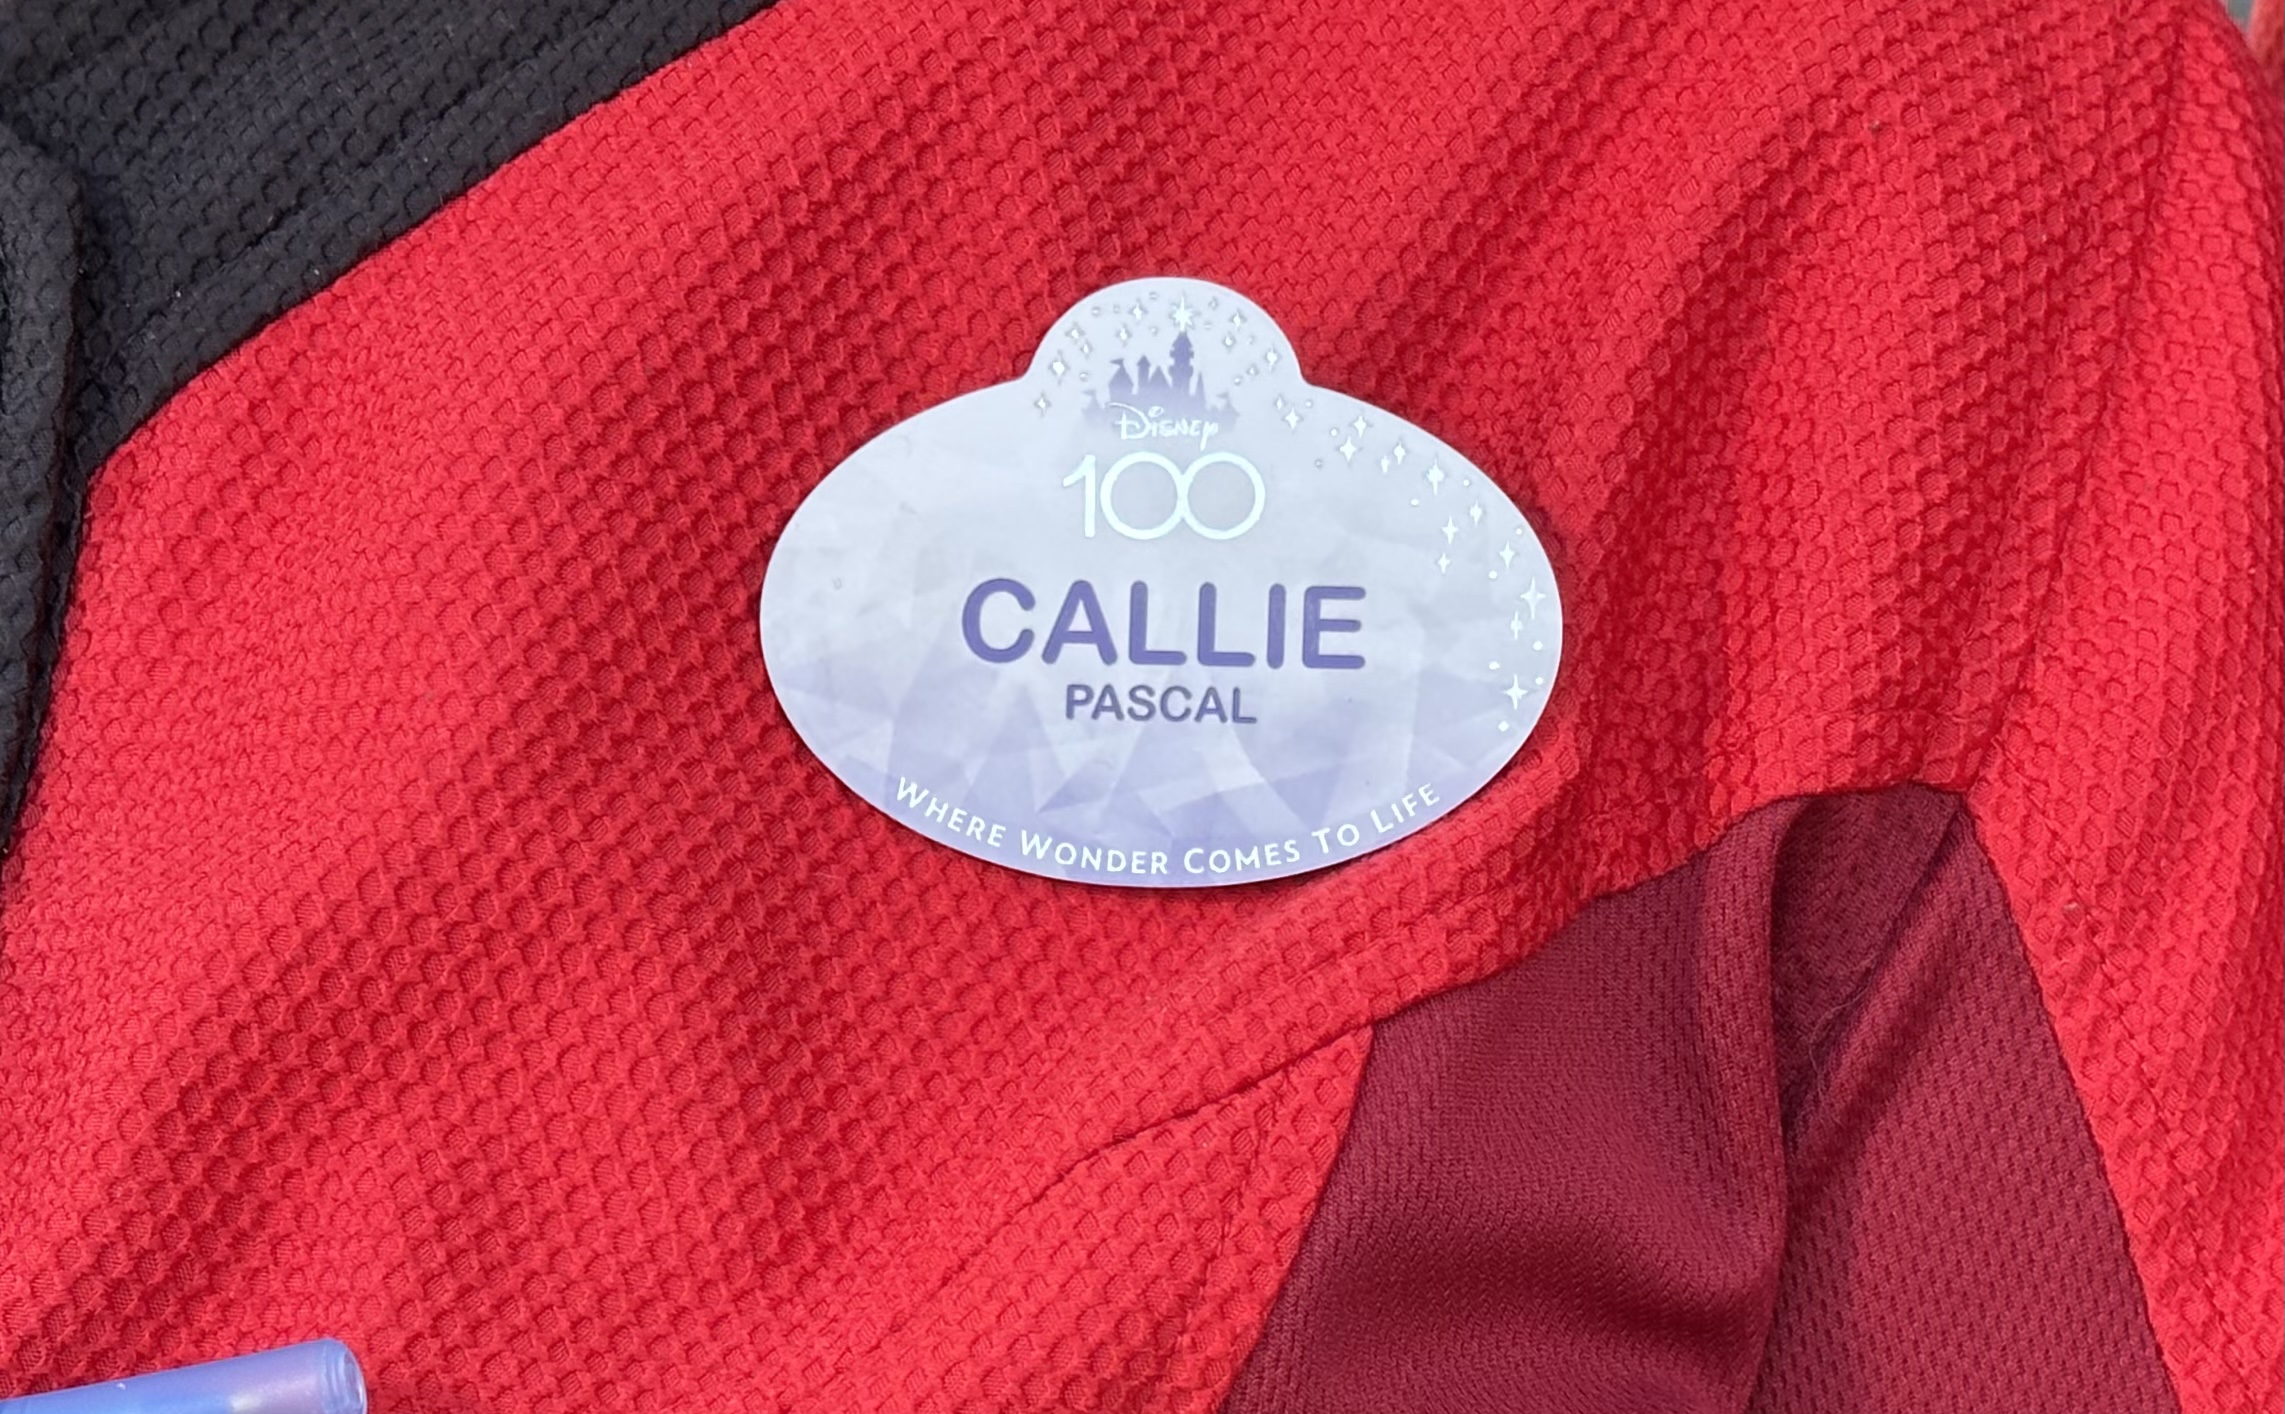 Disney
100
CALLIE
PASCAL
WHERE WONDER COMES TO LIFE